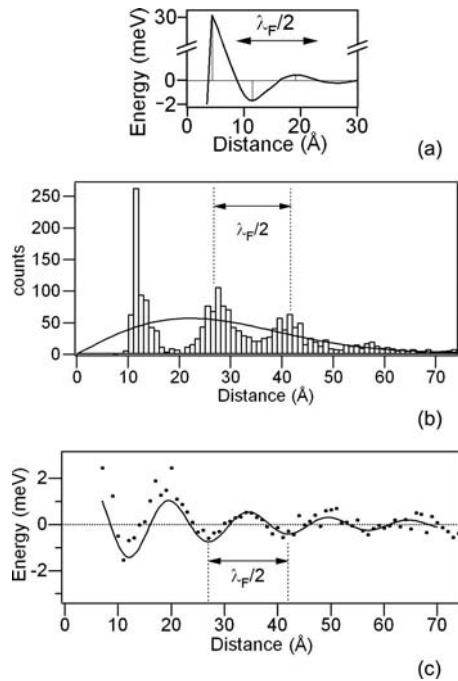 30
λF/2
0
-2
Energy (meV)
0 10 20 30
Distance (Å)
(a)
250
200
150
100
50
0
counts
λF/2
0 10 20 30 40 50 60 70
Distance (Å)
(b)
2
0
-2
Energy (meV)
λF/2
0 10 20 30 40 50 60 70
Distance (Å)
(c)